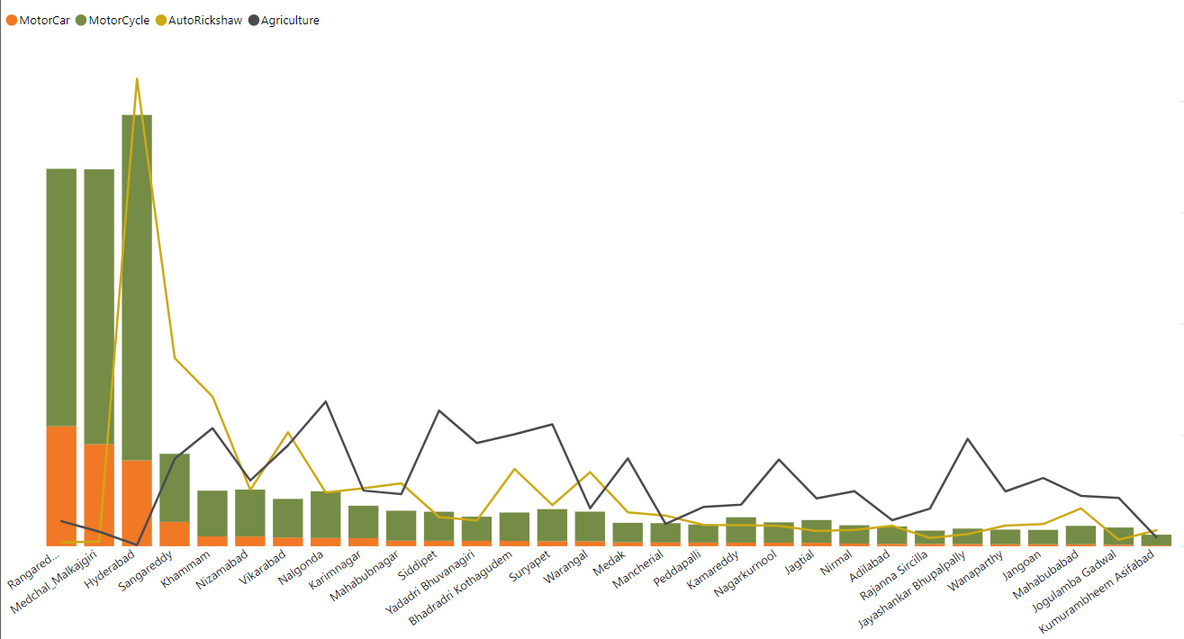 MotorCar MotorCycle AutoRickshaw Agriculture
Rangared...
Medchal_Malkajgiri
Hyderabad
Sangareddy
Khammam
Nizamabad
Vikarabad
Nalgonda
Karimnagar
Mahabubnagar
Siddipet
Yadadri Bhuvanagiri
Bhadradri Kothagudem
Suryapet
Warangal
Medak
Mancherial
Peddapalli
Kamareddy
Nagarkurnool
Jagtial
Nirmal
Adilabad
Rajanna Sircilla
Jayashankar Bhupalpally
Wanaparthy
Jangoan
Mahabubabad
Jogulamba Gadwal
Kumurambheem Asifabad